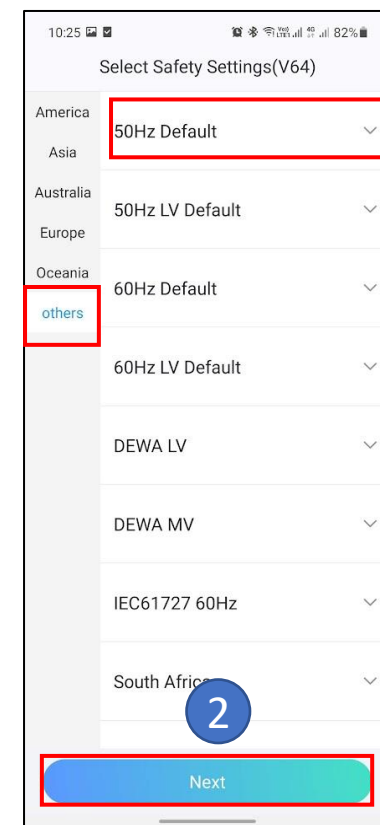 10:25 82%
Select Safety Settings(V64)
America
Asia
Australia
Europe
Oceania
others
50Hz Default
50Hz LV Default
60Hz Default
60Hz LV Default
DEWA LV
DEWA MV
IEC61727 60Hz
South Africa
2
Next